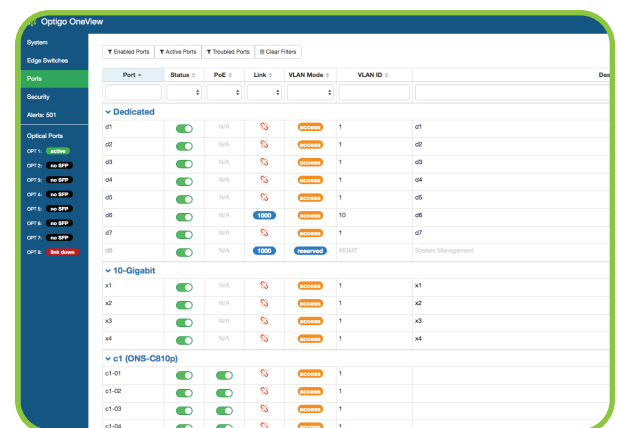 Optigo OneView
System
Edge Switches
Ports
Security
Alerts: 501
Optical Ports
OPT 1: active
OPT 2: no SFP
OPT 3: no SFP
OPT 4: no SFP
OPT 5: no SFP
OPT 6: no SFP
OPT 7: no SFP
OPT 8: link down
Enabled Ports Active Ports Troubled Ports Clear Filters
Port Status PoE Link VLAN Mode VLAN ID Des
Dedicated
d1 N/A access 1 d1
d2 N/A access 1 d2
d3 N/A access 1 d3
d4 N/A access 1 d4
d5 N/A access 1 d5
d6 N/A 1000 access 10 d6
d7 N/A access 1 d7
d8 N/A 1000 reserved MGMT System Management
10-Gigabit
x1 N/A access 1 x1
x2 N/A access 1 x2
x3 N/A access 1 x3
x4 N/A access 1 x4
c1 (ONS-C810p)
c1-01 access 1
c1-02 access 1
c1-03 access 1
c1-04 access 1